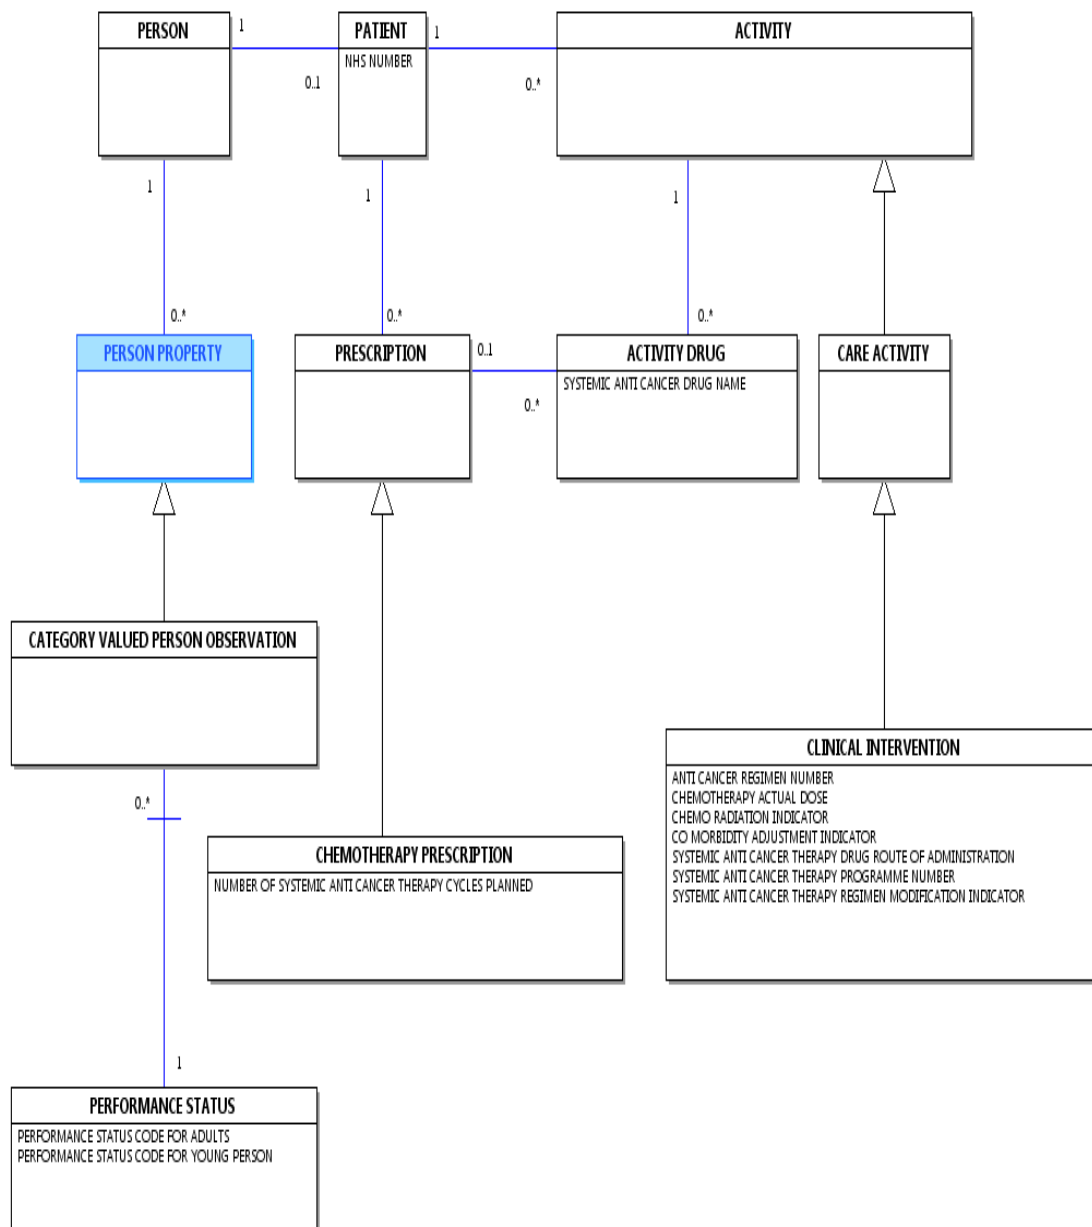 PERSON
1
0..1
PATIENT
NHS NUMBER
1
0..*
ACTIVITY
1
0..*
1
0..*
1
0..*
PERSON PROPERTY
PRESCRIPTION
0..1
0..*
ACTIVITY DRUG
SYSTEMIC ANTI CANCER DRUG NAME
CARE ACTIVITY
CATEGORY VALUED PERSON OBSERVATION
0..*
1
CHEMOTHERAPY PRESCRIPTION
NUMBER OF SYSTEMIC ANTI CANCER THERAPY CYCLES PLANNED
CLINICAL INTERVENTION
ANTI CANCER REGIMEN NUMBER
CHEMOTHERAPY ACTUAL DOSE
CHEMO RADIATION INDICATOR
CO MORBIDITY ADJUSTMENT INDICATOR
SYSTEMIC ANTI CANCER THERAPY DRUG ROUTE OF ADMINISTRATION
SYSTEMIC ANTI CANCER THERAPY PROGRAMME NUMBER
SYSTEMIC ANTI CANCER THERAPY REGIMEN MODIFICATION INDICATOR
PERFORMANCE STATUS
PERFORMANCE STATUS CODE FOR ADULTS
PERFORMANCE STATUS CODE FOR YOUNG PERSON